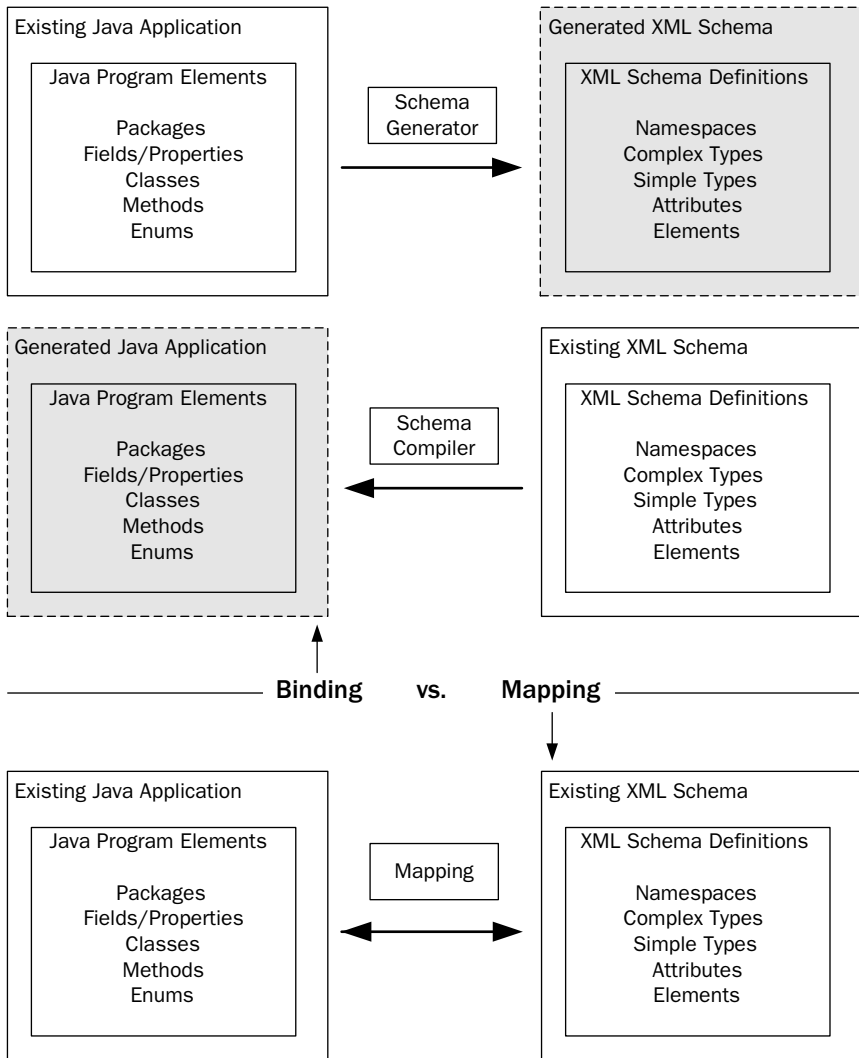 Existing Java Application
Java Program Elements
Packages
Fields/Properties
Classes
Methods
Enums
Schema
Generator
Generated XML Schema
XML Schema Definitions
Namespaces
Complex Types
Simple Types
Attributes
Elements
Generated Java Application
Java Program Elements
Packages
Fields/Properties
Classes
Methods
Enums
Schema
Compiler
Existing XML Schema
XML Schema Definitions
Namespaces
Complex Types
Simple Types
Attributes
Elements
Binding vs. Mapping
Existing Java Application
Java Program Elements
Packages
Fields/Properties
Classes
Methods
Enums
Mapping
Existing XML Schema
XML Schema Definitions
Namespaces
Complex Types
Simple Types
Attributes
Elements